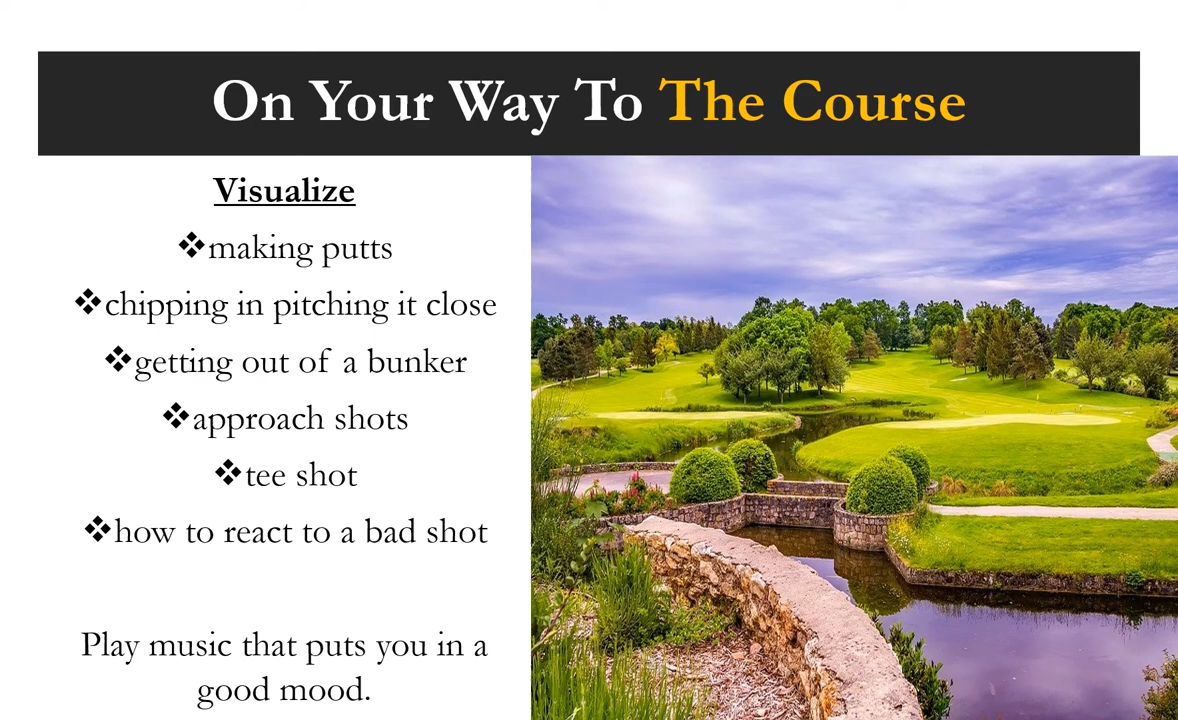 On Your Way To The Course
Visualize
❖making putts
❖chipping in pitching it close
❖getting out of a bunker
❖approach shots
❖tee shot
❖how to react to a bad shot
Play music that puts you in a
good mood.